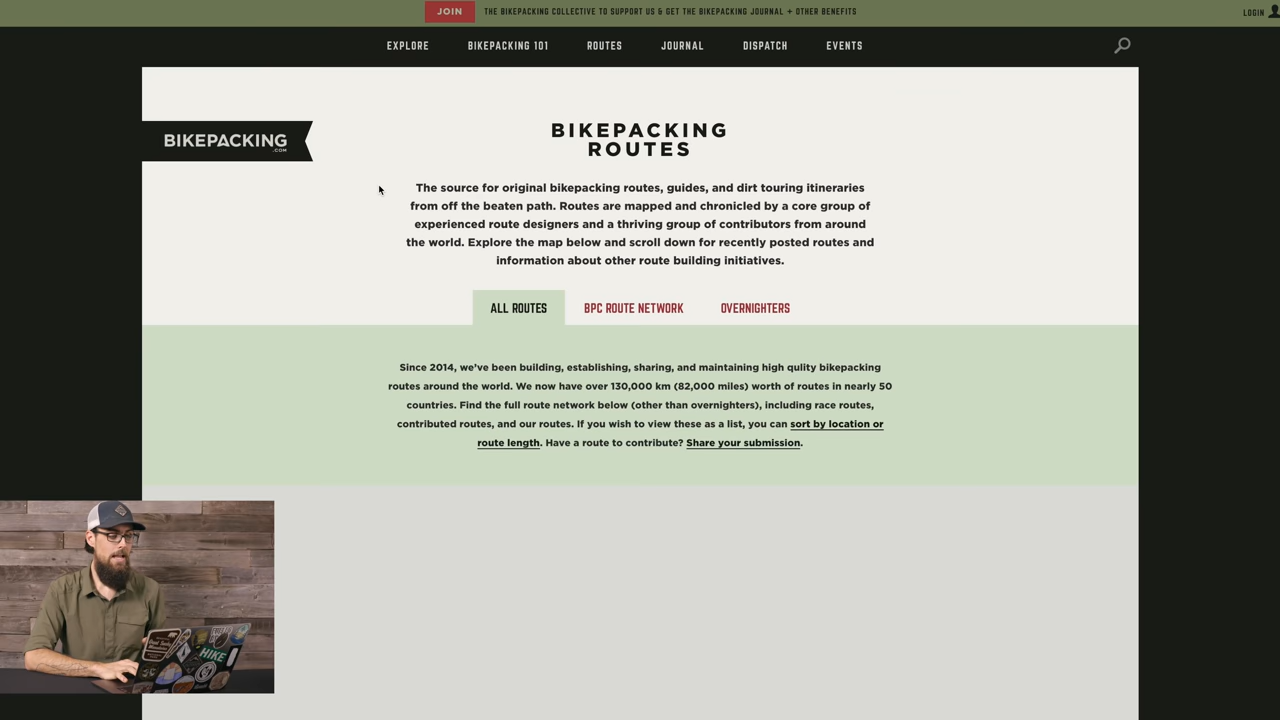 JOIN THE BIKEPACKING COLLECTIVE TO SUPPORT US & GET THE BIKEPACKING JOURNAL + OTHER BENEFITS
LOGIN
EXPLORE BIKEPACKING 101 ROUTES JOURNAL DISPATCH EVENTS
BIKEPACKING
.COM
BIKEPACKING
ROUTES
The source for original bikepacking routes, guides, and dirt touring itineraries
from off the beaten path. Routes are mapped and chronicled by a core group of
experienced route designers and a thriving group of contributors from around
the world. Explore the map below and scroll down for recently posted routes and
information about other route building initiatives.
ALL ROUTES BPC ROUTE NETWORK OVERNIGHTERS
Since 2014, we've been building, establishing, sharing, and maintaining high qulity bikepacking
routes around the world. We now have over 130,000 km (82,000 miles) worth of routes in nearly 50
countries. Find the full route network below (other than overnighters), including race routes,
contributed routes, and our routes. If you wish to view these as a list, you can sort by location or
route length. Have a route to contribute? Share your submission.
HIKE